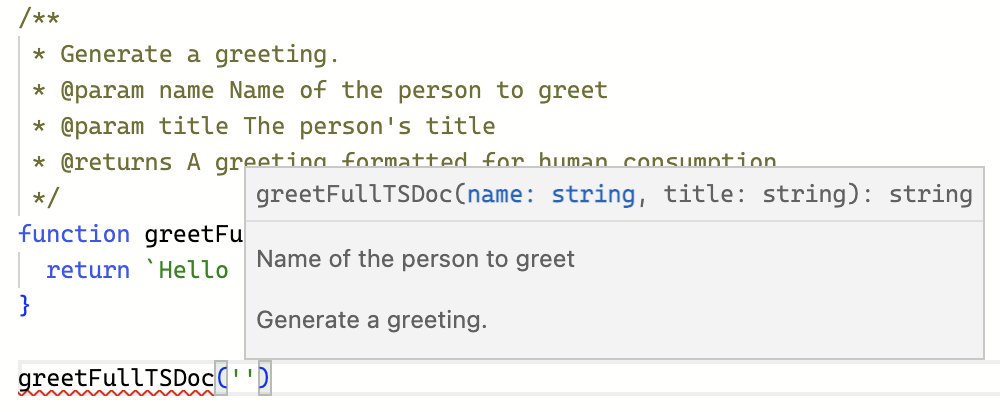 /**
* Generate a greeting.
* @param name Name of the person to greet
* @param title The person's title
* @returns A greeting formatted for human consumption
*/
greetFullTSDoc(name: string, title: string): string
function greetFu
Name of the person to greet
return `Hello
}
Generate a greeting.
greetFullTSDoc('')